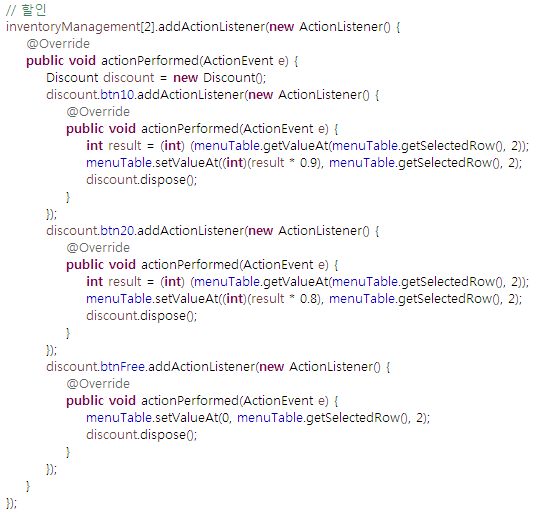 // 할인
inventoryManagement[2].addActionListener(new ActionListener() {
    @Override
    public void actionPerformed(ActionEvent e) {
        Discount discount = new Discount();
        discount.btn10.addActionListener(new ActionListener() {
            @Override
            public void actionPerformed(ActionEvent e) {
                int result = (int) (menuTable.getValueAt(menuTable.getSelectedRow(), 2));
                menuTable.setValueAt((int)(result * 0.9), menuTable.getSelectedRow(), 2);
                discount.dispose();
            }
        });
        discount.btn20.addActionListener(new ActionListener() {
            @Override
            public void actionPerformed(ActionEvent e) {
                int result = (int) (menuTable.getValueAt(menuTable.getSelectedRow(), 2));
                menuTable.setValueAt((int)(result * 0.8), menuTable.getSelectedRow(), 2);
                discount.dispose();
            }
        });
        discount.btnFree.addActionListener(new ActionListener() {
            @Override
            public void actionPerformed(ActionEvent e) {
                menuTable.setValueAt(0, menuTable.getSelectedRow(), 2);
                discount.dispose();
            }
        });
    }
});